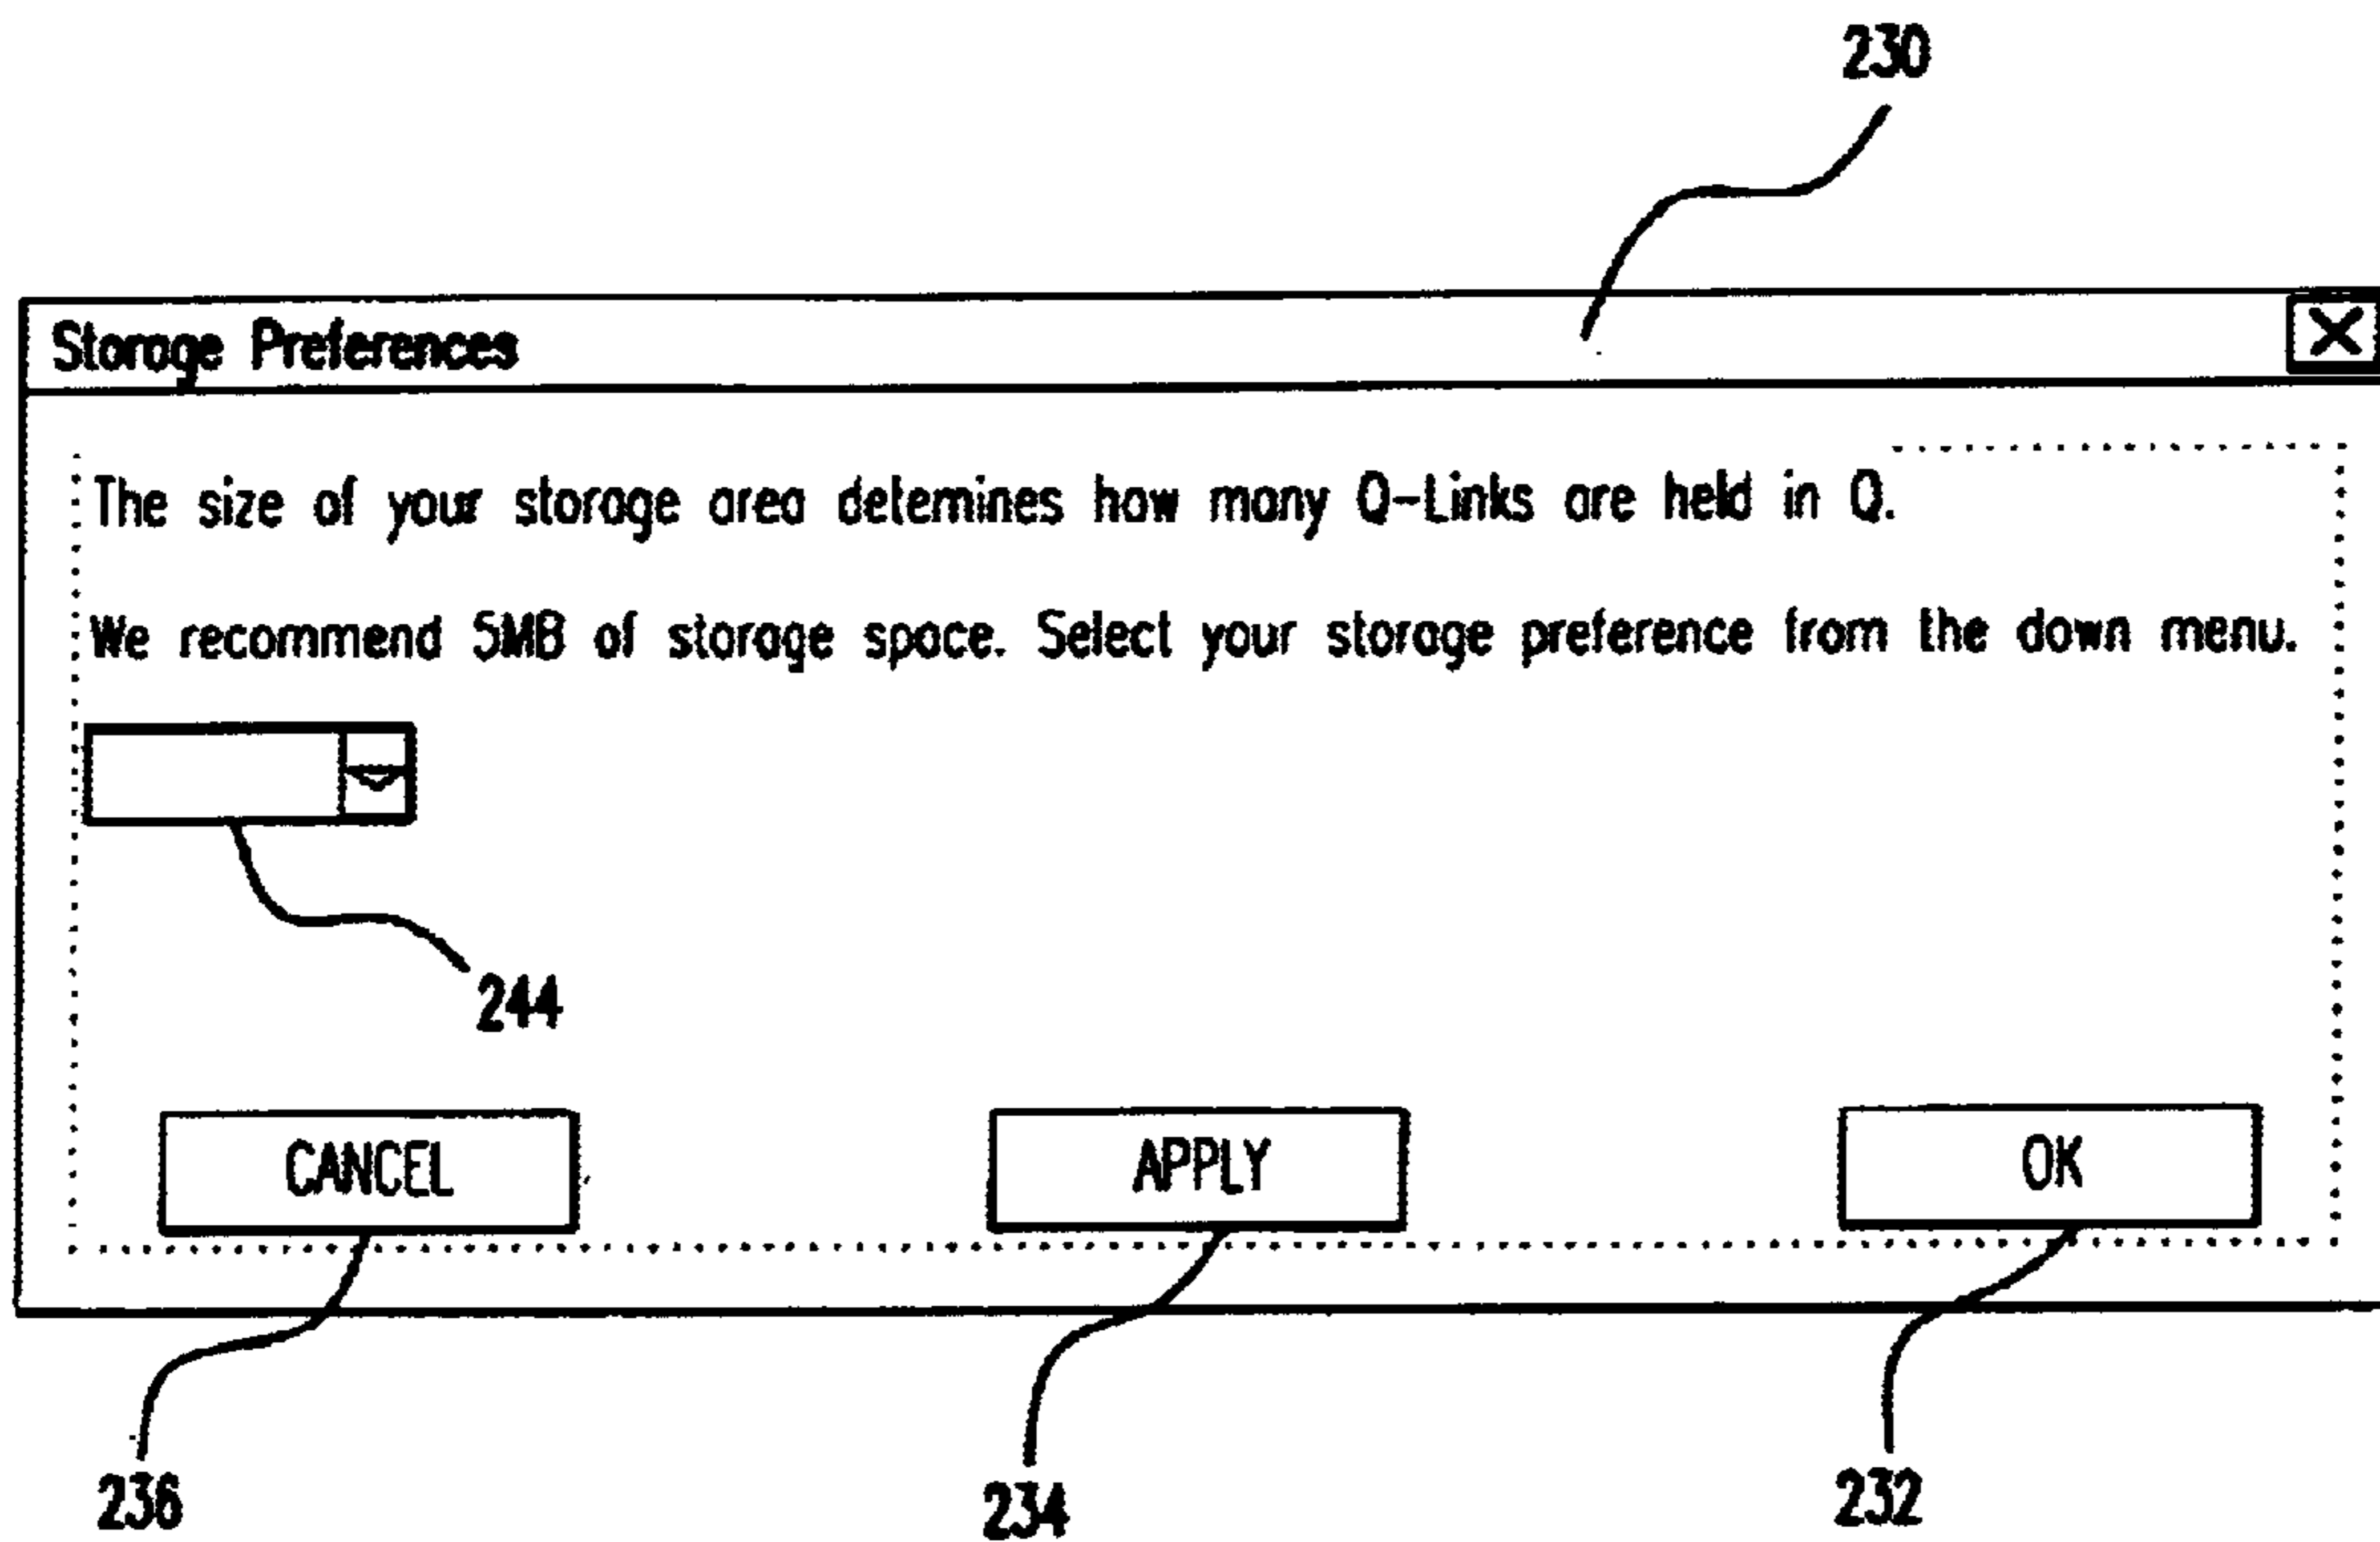 230
Storage Preferences
The size of your storage area detemines how many Q-Links are held in Q.
We recommend 5MB of storage space. Select your storage preference from the down menu.
244
CANCEL APPLY OK
236 234 232